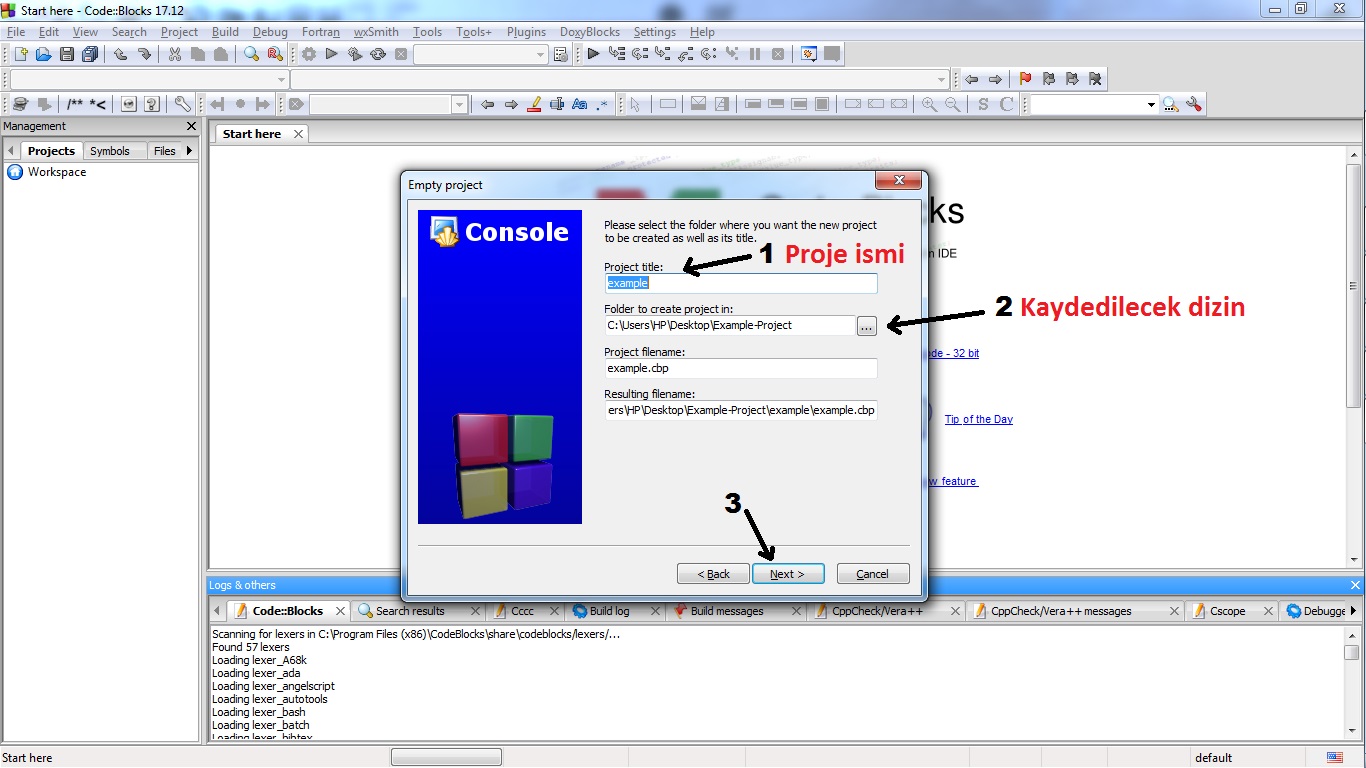 Start here - Code::Blocks 17.12
File Edit View Search Project Build Debug Fortran wxSmith Tools Tools+ Plugins DoxyBlocks Settings Help
/** *<
Aa .*
S C
Management
Projects Symbols Files
Workspace
Start here
cks
n IDE
de - 32 bit
Tip of the Day
w feature
Empty project
Console
Please select the folder where you want the new project
to be created as well as its title.
1 Proje ismi
Project title:
example
Folder to create project in:
C:\Users\HP\Desktop\Example-Project
...
2 Kaydedilecek dizin
Project filename:
example.cbp
Resulting filename:
ers\HP\Desktop\Example-Project\example\example.cbp
3
< Back Next > Cancel
Logs & others
Code::Blocks Search results Cccc Build log Build messages CppCheck/Vera++ CppCheck/Vera++ messages Cscope Debugge
Scanning for lexers in C:\Program Files (x86)\CodeBlocks\share\codeblocks/lexers/...
Found 57 lexers
Loading lexer_A68k
Loading lexer_ada
Loading lexer_angelscript
Loading lexer_autotools
Loading lexer_bash
Loading lexer_batch
Loading lexer_bibtex
Start here
default